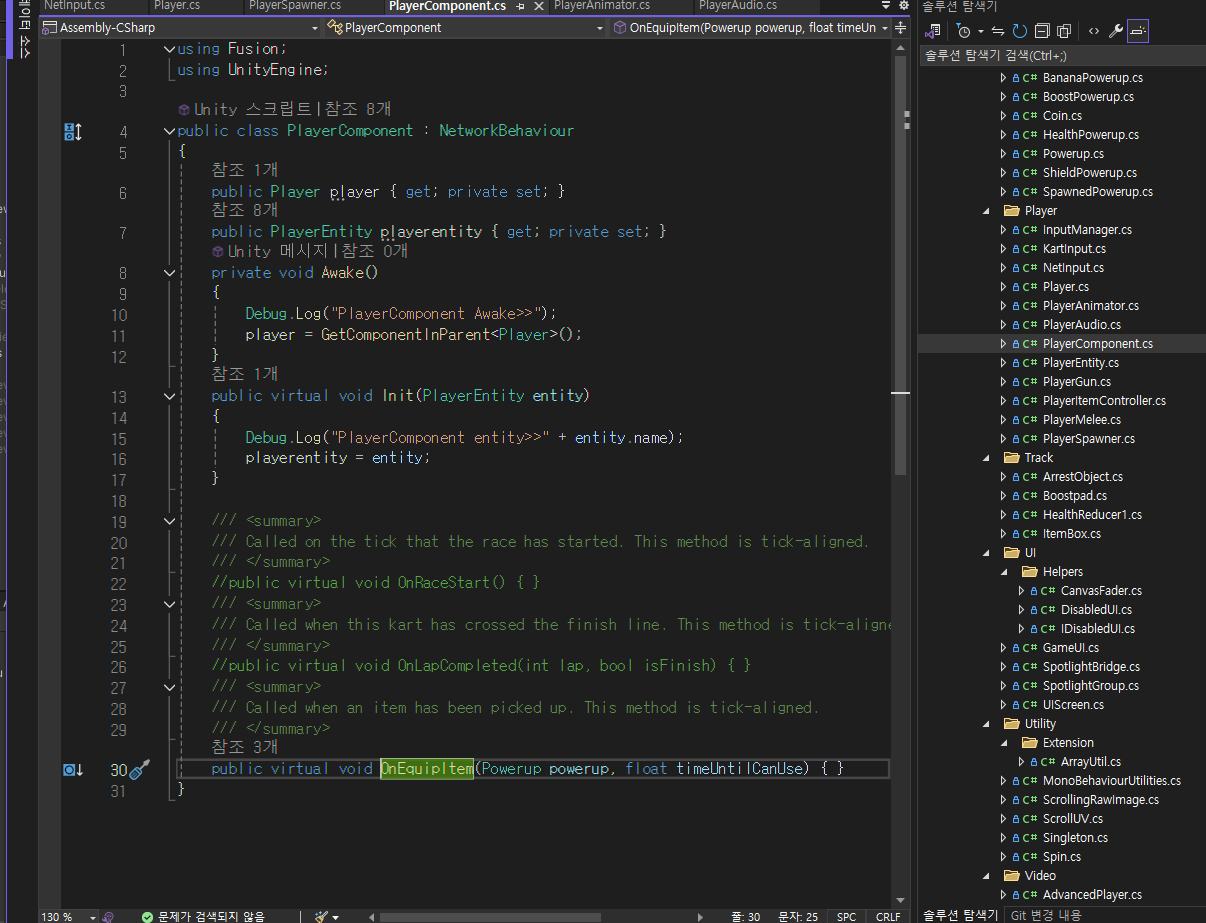 NetInput.cs
Player.cs
PlayerSpawner.cs
PlayerComponent.cs
PlayerAnimator.cs
PlayerAudio.cs
Assembly-CSharp
PlayerComponent
OnEquipItem(Powerup powerup, float timeUn
1 using Fusion;
2 using UnityEngine;
3
Unity 스크립트|참조 8개
4 public class PlayerComponent : NetworkBehaviour
5 {
참조 1개
6 public Player player { get; private set; }
참조 8개
7 public PlayerEntity playerentity { get; private set; }
Unity 메시지|참조 0개
8 private void Awake()
9 {
10 Debug.Log("PlayerComponent Awake>>");
11 player = GetComponentInParent<Player>();
12 }
참조 1개
13 public virtual void Init(PlayerEntity entity)
14 {
15 Debug.Log("PlayerComponent entity>>" + entity.name);
16 playerentity = entity;
17 }
18
19 /// <summary>
20 /// Called on the tick that the race has started. This method is tick-aligned.
21 /// </summary>
22 //public virtual void OnRaceStart() { }
23 /// <summary>
24 /// Called when this kart has crossed the finish line. This method is tick-aligne
25 /// </summary>
26 //public virtual void OnLapCompleted(int lap, bool isFinish) { }
27 /// <summary>
28 /// Called when an item has been picked up. This method is tick-aligned.
29 /// </summary>
참조 3개
30 public virtual void OnEquipItem(Powerup powerup, float timeUntilCanUse) { }
31 }
130 %
문제가 검색되지 않음
줄: 30
문자: 25
SPC
CRLF
솔루션 탐색기
솔루션 탐색기 검색(Ctrl+;)
C# BananaPowerup.cs
C# BoostPowerup.cs
C# Coin.cs
C# HealthPowerup.cs
C# Powerup.cs
C# ShieldPowerup.cs
C# SpawnedPowerup.cs
Player
C# InputManager.cs
C# KartInput.cs
C# NetInput.cs
C# Player.cs
C# PlayerAnimator.cs
C# PlayerAudio.cs
C# PlayerComponent.cs
C# PlayerEntity.cs
C# PlayerGun.cs
C# PlayerItemController.cs
C# PlayerMelee.cs
C# PlayerSpawner.cs
Track
C# ArrestObject.cs
C# Boostpad.cs
C# HealthReducer1.cs
C# ItemBox.cs
UI
Helpers
C# CanvasFader.cs
C# DisabledUI.cs
C# IDisabledUI.cs
C# GameUI.cs
C# SpotlightBridge.cs
C# SpotlightGroup.cs
C# UIScreen.cs
Utility
Extension
C# ArrayUtil.cs
C# MonoBehaviourUtilities.cs
C# ScrollingRawImage.cs
C# ScrollUV.cs
C# Singleton.cs
C# Spin.cs
Video
C# AdvancedPlayer.cs
솔루션 탐색기
Git 변경 내용